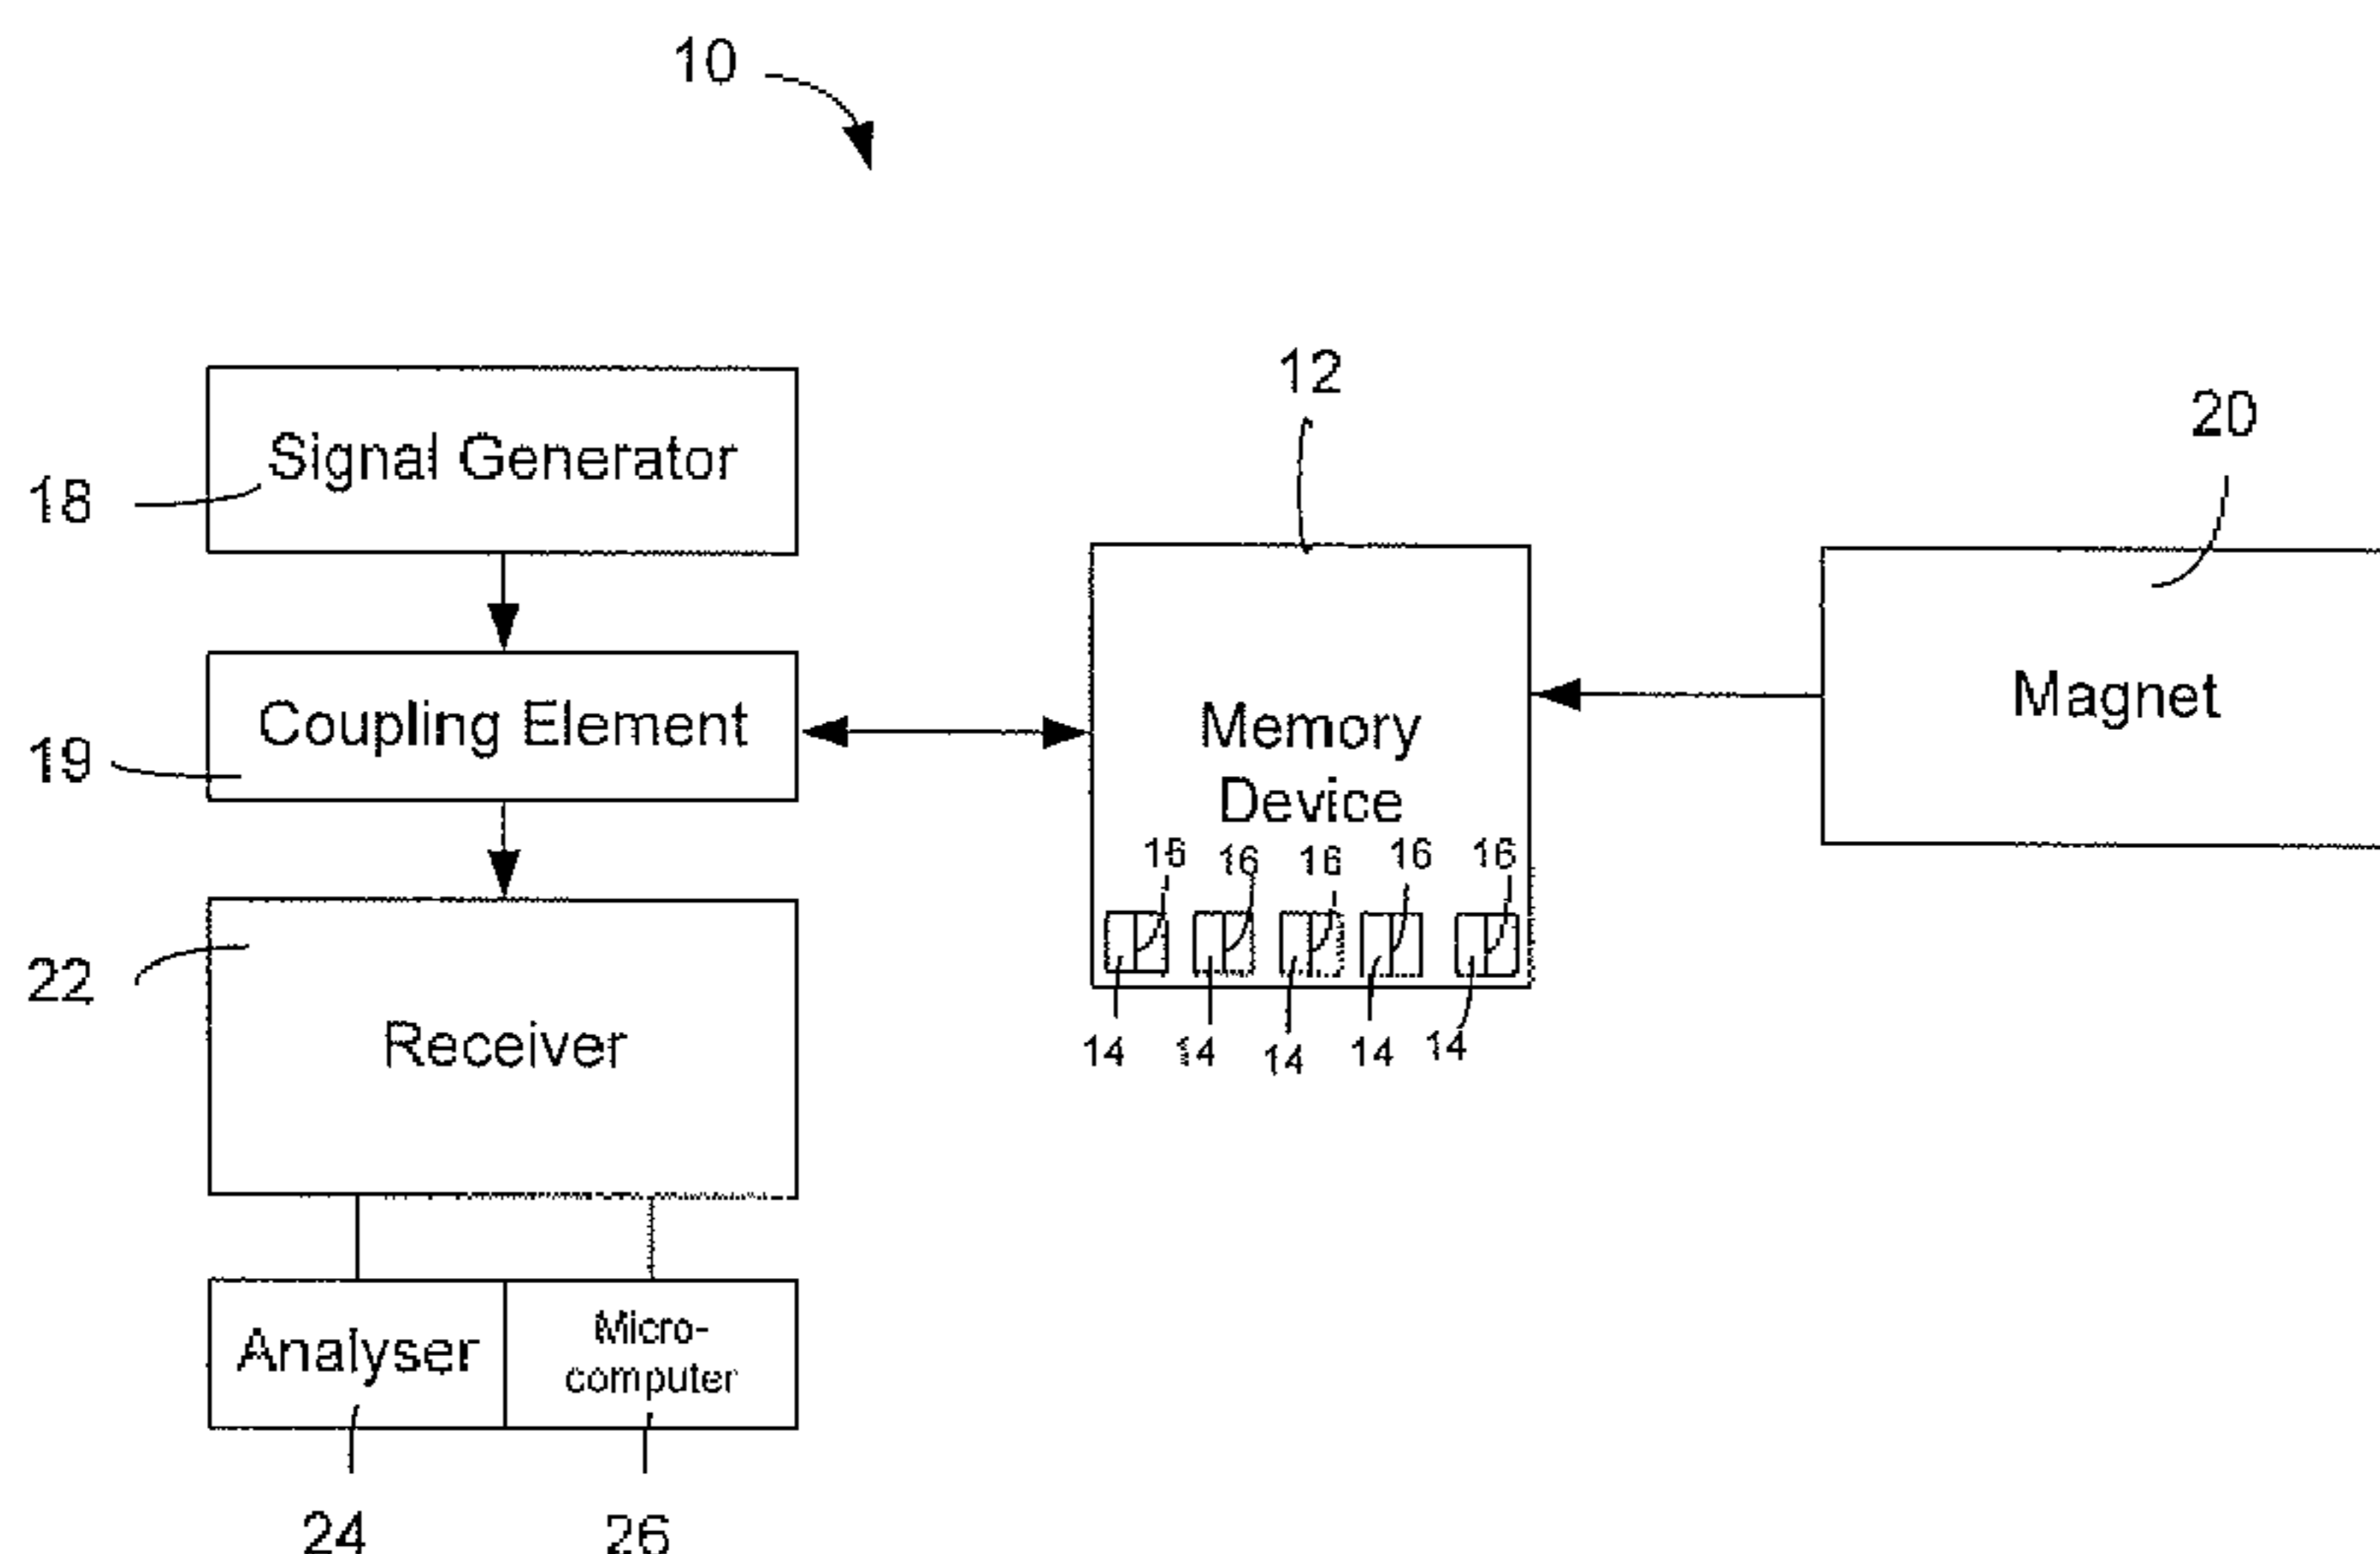 10
12
20
Signal Generator
18
Coupling Element
19
Memory
Device
Magnet
16 16 16 16 16
22
Receiver
14 14 14 14 14
Analyser
Micro-
computer
24 26